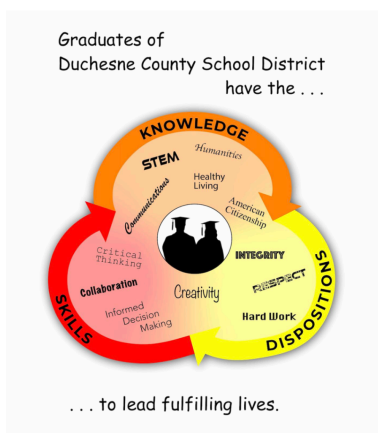 Graduates of
Duchesne County School District
have the . . .
KNOWLEDGE
STEM
Humanities
Communications
Healthy
Living
American
Citizenship
SKILLS
Critical
Thinking
Collaboration
Informed
Decision
Making
Creativity
DISPOSITIONS
INTEGRITY
RESPECT
Hard Work
. . . to lead fulfilling lives.